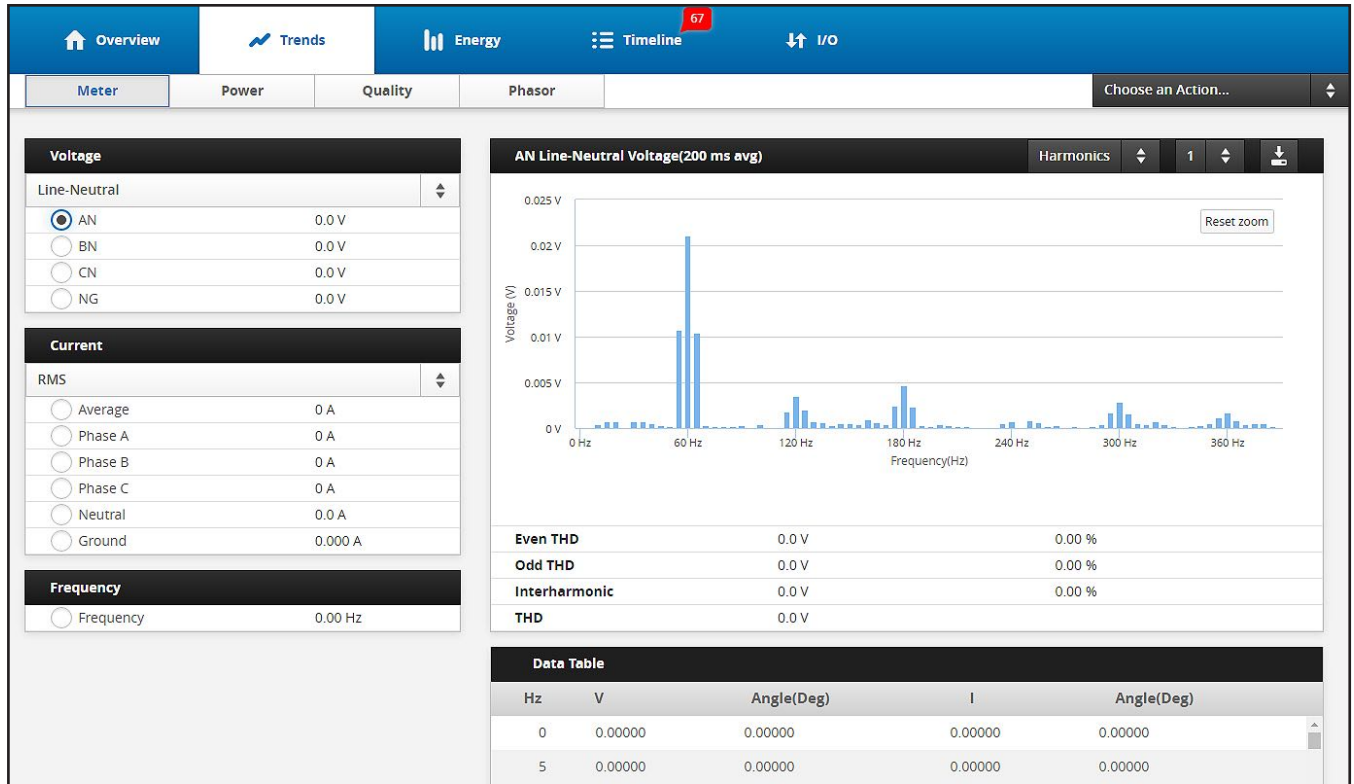 67
Overview Trends Energy Timeline I/O
Meter Power Quality Phasor Choose an Action...
Voltage
Line-Neutral
AN 0.0 V
BN 0.0 V
CN 0.0 V
NG 0.0 V
Current
RMS
Average 0 A
Phase A 0 A
Phase B 0 A
Phase C 0 A
Neutral 0.0 A
Ground 0.000 A
Frequency
Frequency 0.00 Hz
AN Line-Neutral Voltage(200 ms avg) Harmonics 1
Reset zoom
Voltage (V)
0.025 V
0.02 V
0.015 V
0.01 V
0.005 V
0 V
0 Hz 60 Hz 120 Hz 180 Hz 240 Hz 300 Hz 360 Hz
Frequency(Hz)
Even THD 0.0 V 0.00 %
Odd THD 0.0 V 0.00 %
Interharmonic 0.0 V 0.00 %
THD 0.0 V
Data Table
Hz V Angle(Deg) I Angle(Deg)
0 0.00000 0.00000 0.00000 0.00000
5 0.00000 0.00000 0.00000 0.00000